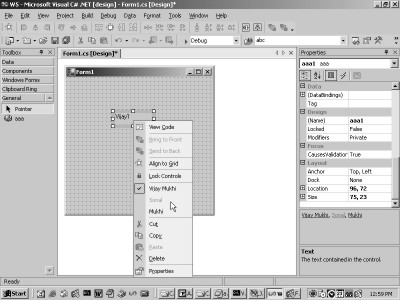 WS - Microsoft Visual C# .NET [design] - Form1.cs [Design]*
File Edit View Project Build Debug Data Format Tools Window Help
Debug abc
Toolbox
Form1.cs [Design]*
Properties
Data
Components
Windows Forms
Clipboard Ring
General
Pointer
aaa
Form1
Vijay1
View Code
Bring to Front
Send to Back
Align to Grid
Lock Controls
Vijay Mukhi
Sonal
Mukhi
Cut
Copy
Paste
Delete
Properties
aaa1 aaa
Data
(DataBindings)
Tag
Design
(Name) aaa1
Locked False
Modifiers Private
Focus
CausesValidation True
Layout
Anchor Top, Left
Dock None
Location 96, 72
Size 75, 23
Vijay Mukhi, Sonal, Mukhi
Text
The text contained in the control.
Ready
Start
12:59 PM